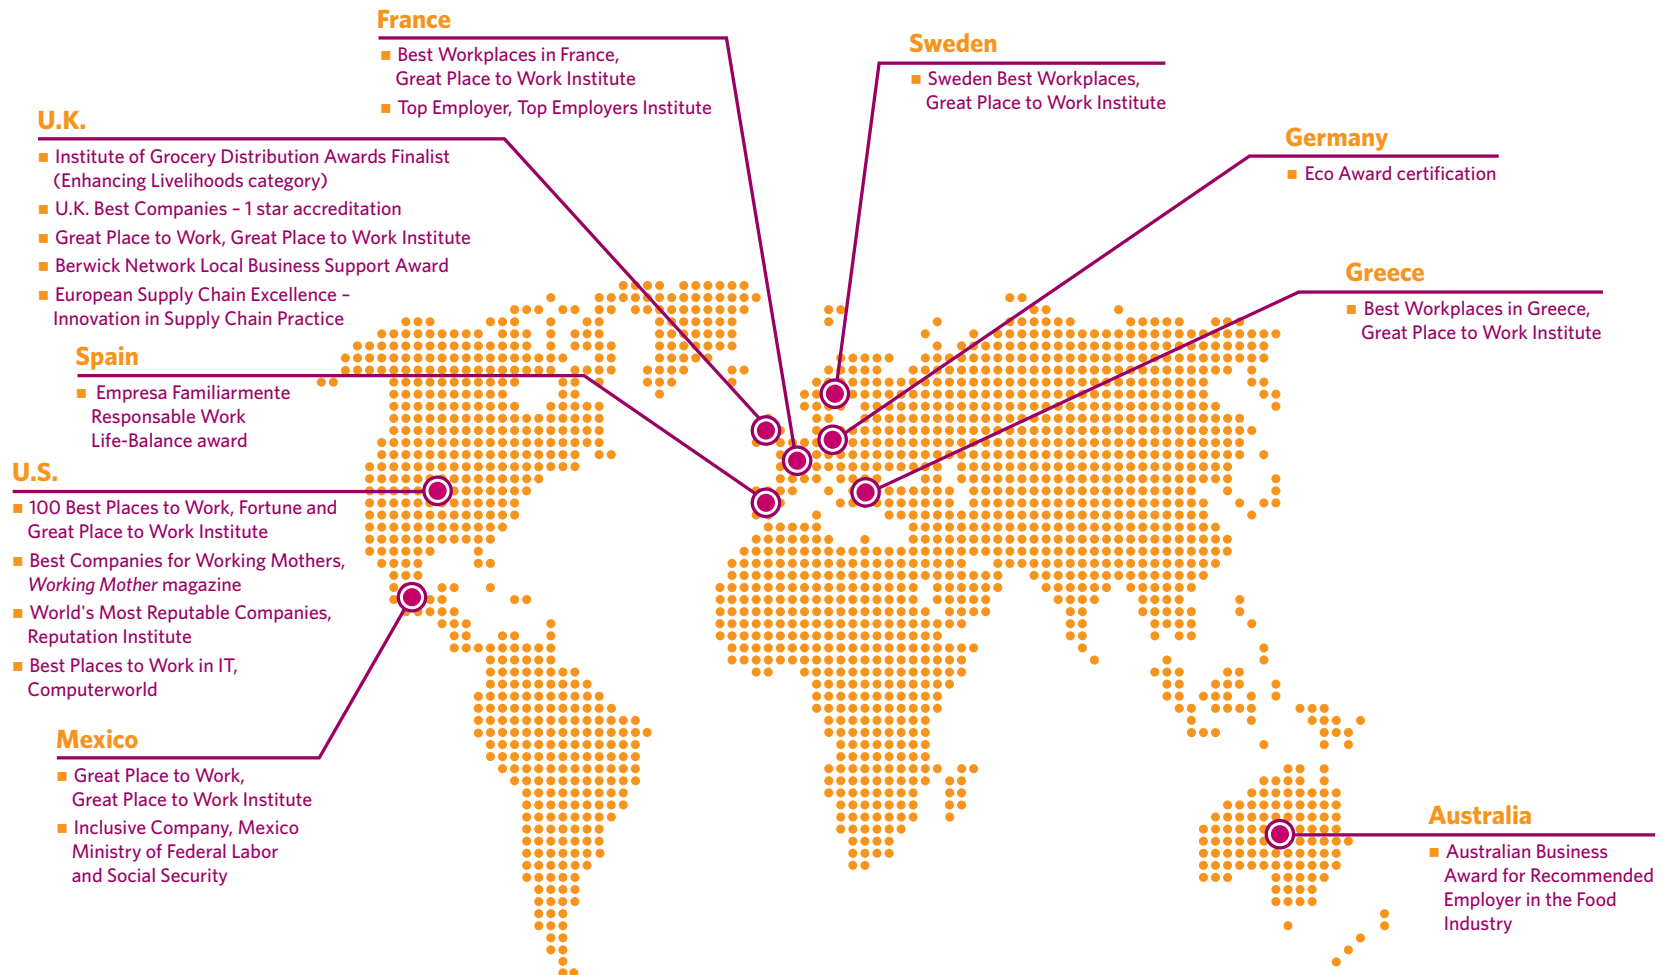 France
■ Best Workplaces in France,
Great Place to Work Institute
■ Top Employer, Top Employers Institute
Sweden
■ Sweden Best Workplaces,
Great Place to Work Institute
U.K.
■ Institute of Grocery Distribution Awards Finalist
(Enhancing Livelihoods category)
■ U.K. Best Companies – 1 star accreditation
■ Great Place to Work, Great Place to Work Institute
■ Berwick Network Local Business Support Award
■ European Supply Chain Excellence –
Innovation in Supply Chain Practice
Germany
■ Eco Award certification
Greece
■ Best Workplaces in Greece,
Great Place to Work Institute
Spain
■ Empresa Familiarmente
Responsable Work
Life-Balance award
U.S.
■ 100 Best Places to Work, Fortune and
Great Place to Work Institute
■ Best Companies for Working Mothers,
Working Mother magazine
■ World's Most Reputable Companies,
Reputation Institute
■ Best Places to Work in IT,
Computerworld
Mexico
■ Great Place to Work,
Great Place to Work Institute
■ Inclusive Company, Mexico
Ministry of Federal Labor
and Social Security
Australia
■ Australian Business
Award for Recommended
Employer in the Food
Industry